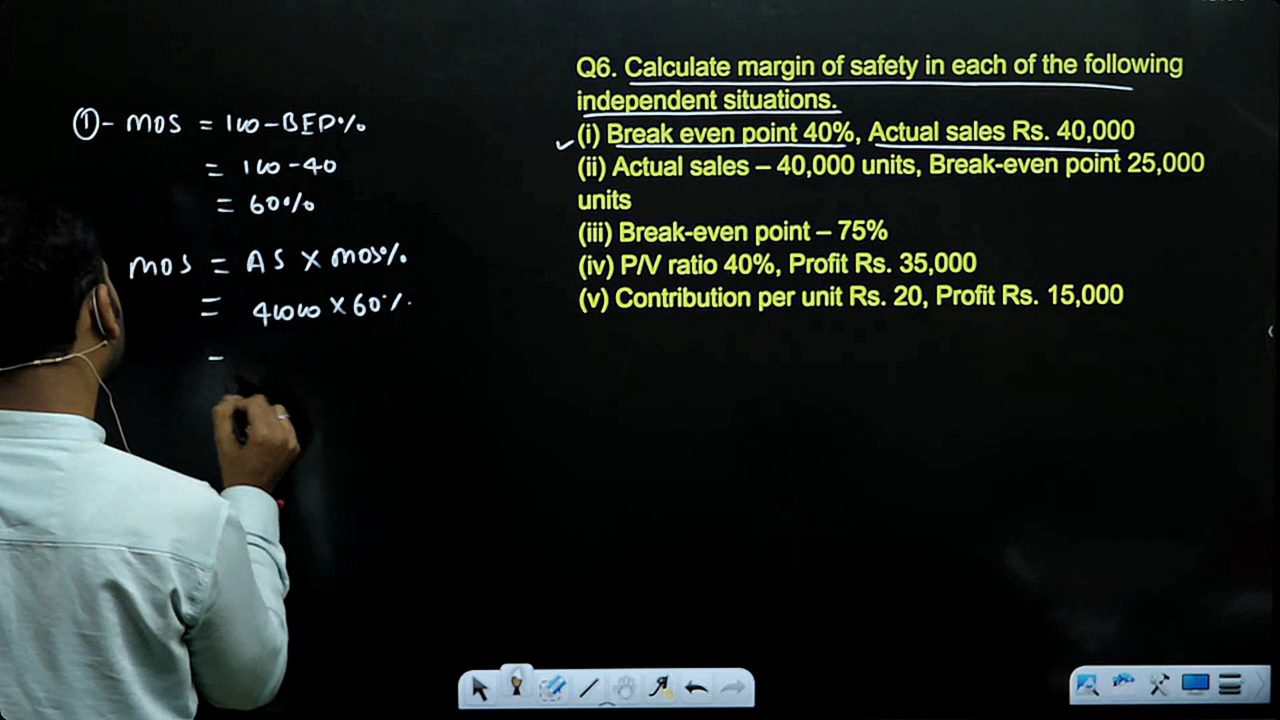 ①- MOS = 100-BEP%
= 100-40
= 60%
MOS = AS X MOS%
= 40000 X 60%
=
Q6. Calculate margin of safety in each of the following
independent situations.
(i) Break even point 40%, Actual sales Rs. 40,000
(ii) Actual sales – 40,000 units, Break-even point 25,000
units
(iii) Break-even point – 75%
(iv) P/V ratio 40%, Profit Rs. 35,000
(v) Contribution per unit Rs. 20, Profit Rs. 15,000